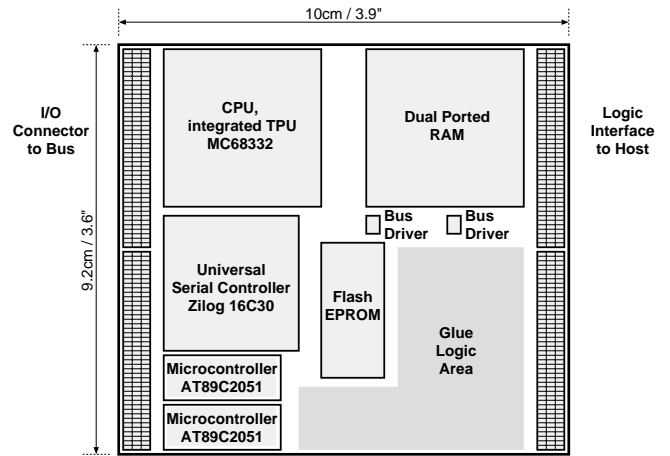 10cm / 3.9"
9.2cm / 3.6"
I/O
Connector
to Bus
CPU,
integrated TPU
MC68332
Dual Ported
RAM
Logic
Interface
to Host
Bus
Driver
Bus
Driver
Universal
Serial Controller
Zilog 16C30
Flash
EPROM
Glue
Logic
Area
Microcontroller
AT89C2051
Microcontroller
AT89C2051